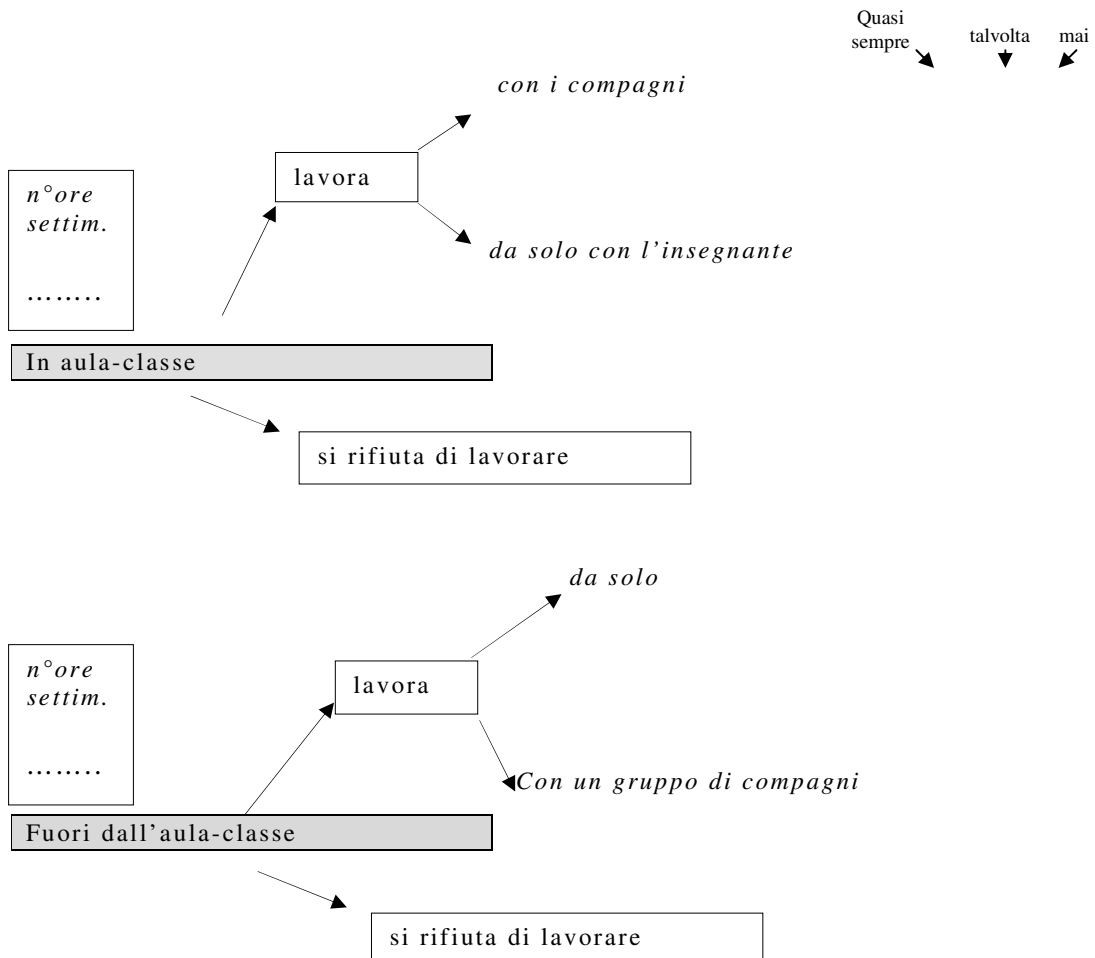 Quasi
sempre
talvolta
mai
con i compagni
lavora
n°ore
settim.
da solo con l'insegnante
……..
In aula-classe
si rifiuta di lavorare
da solo
n°ore
settim.
lavora
……..
Con un gruppo di compagni
Fuori dall'aula-classe
si rifiuta di lavorare